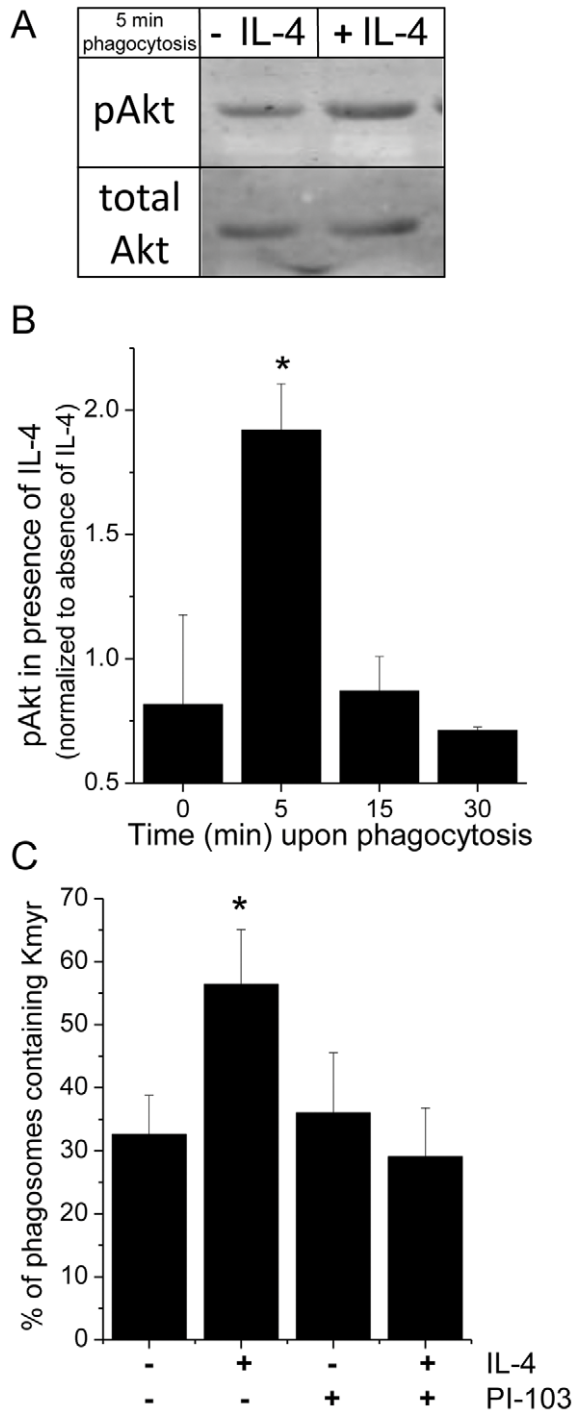 A
5 min
phagocytosis
- IL-4
+ IL-4
pAkt
total
Akt
B
pAkt in presence of IL-4
(normalized to absence of IL-4)
2.0
1.5
1.0
0.5
*
0 5 15 30
Time (min) upon phagocytosis
C
% of phagosomes containing Kmyr
70
60
50
40
30
20
10
0
*
- + - + IL-4
- - + + PI-103